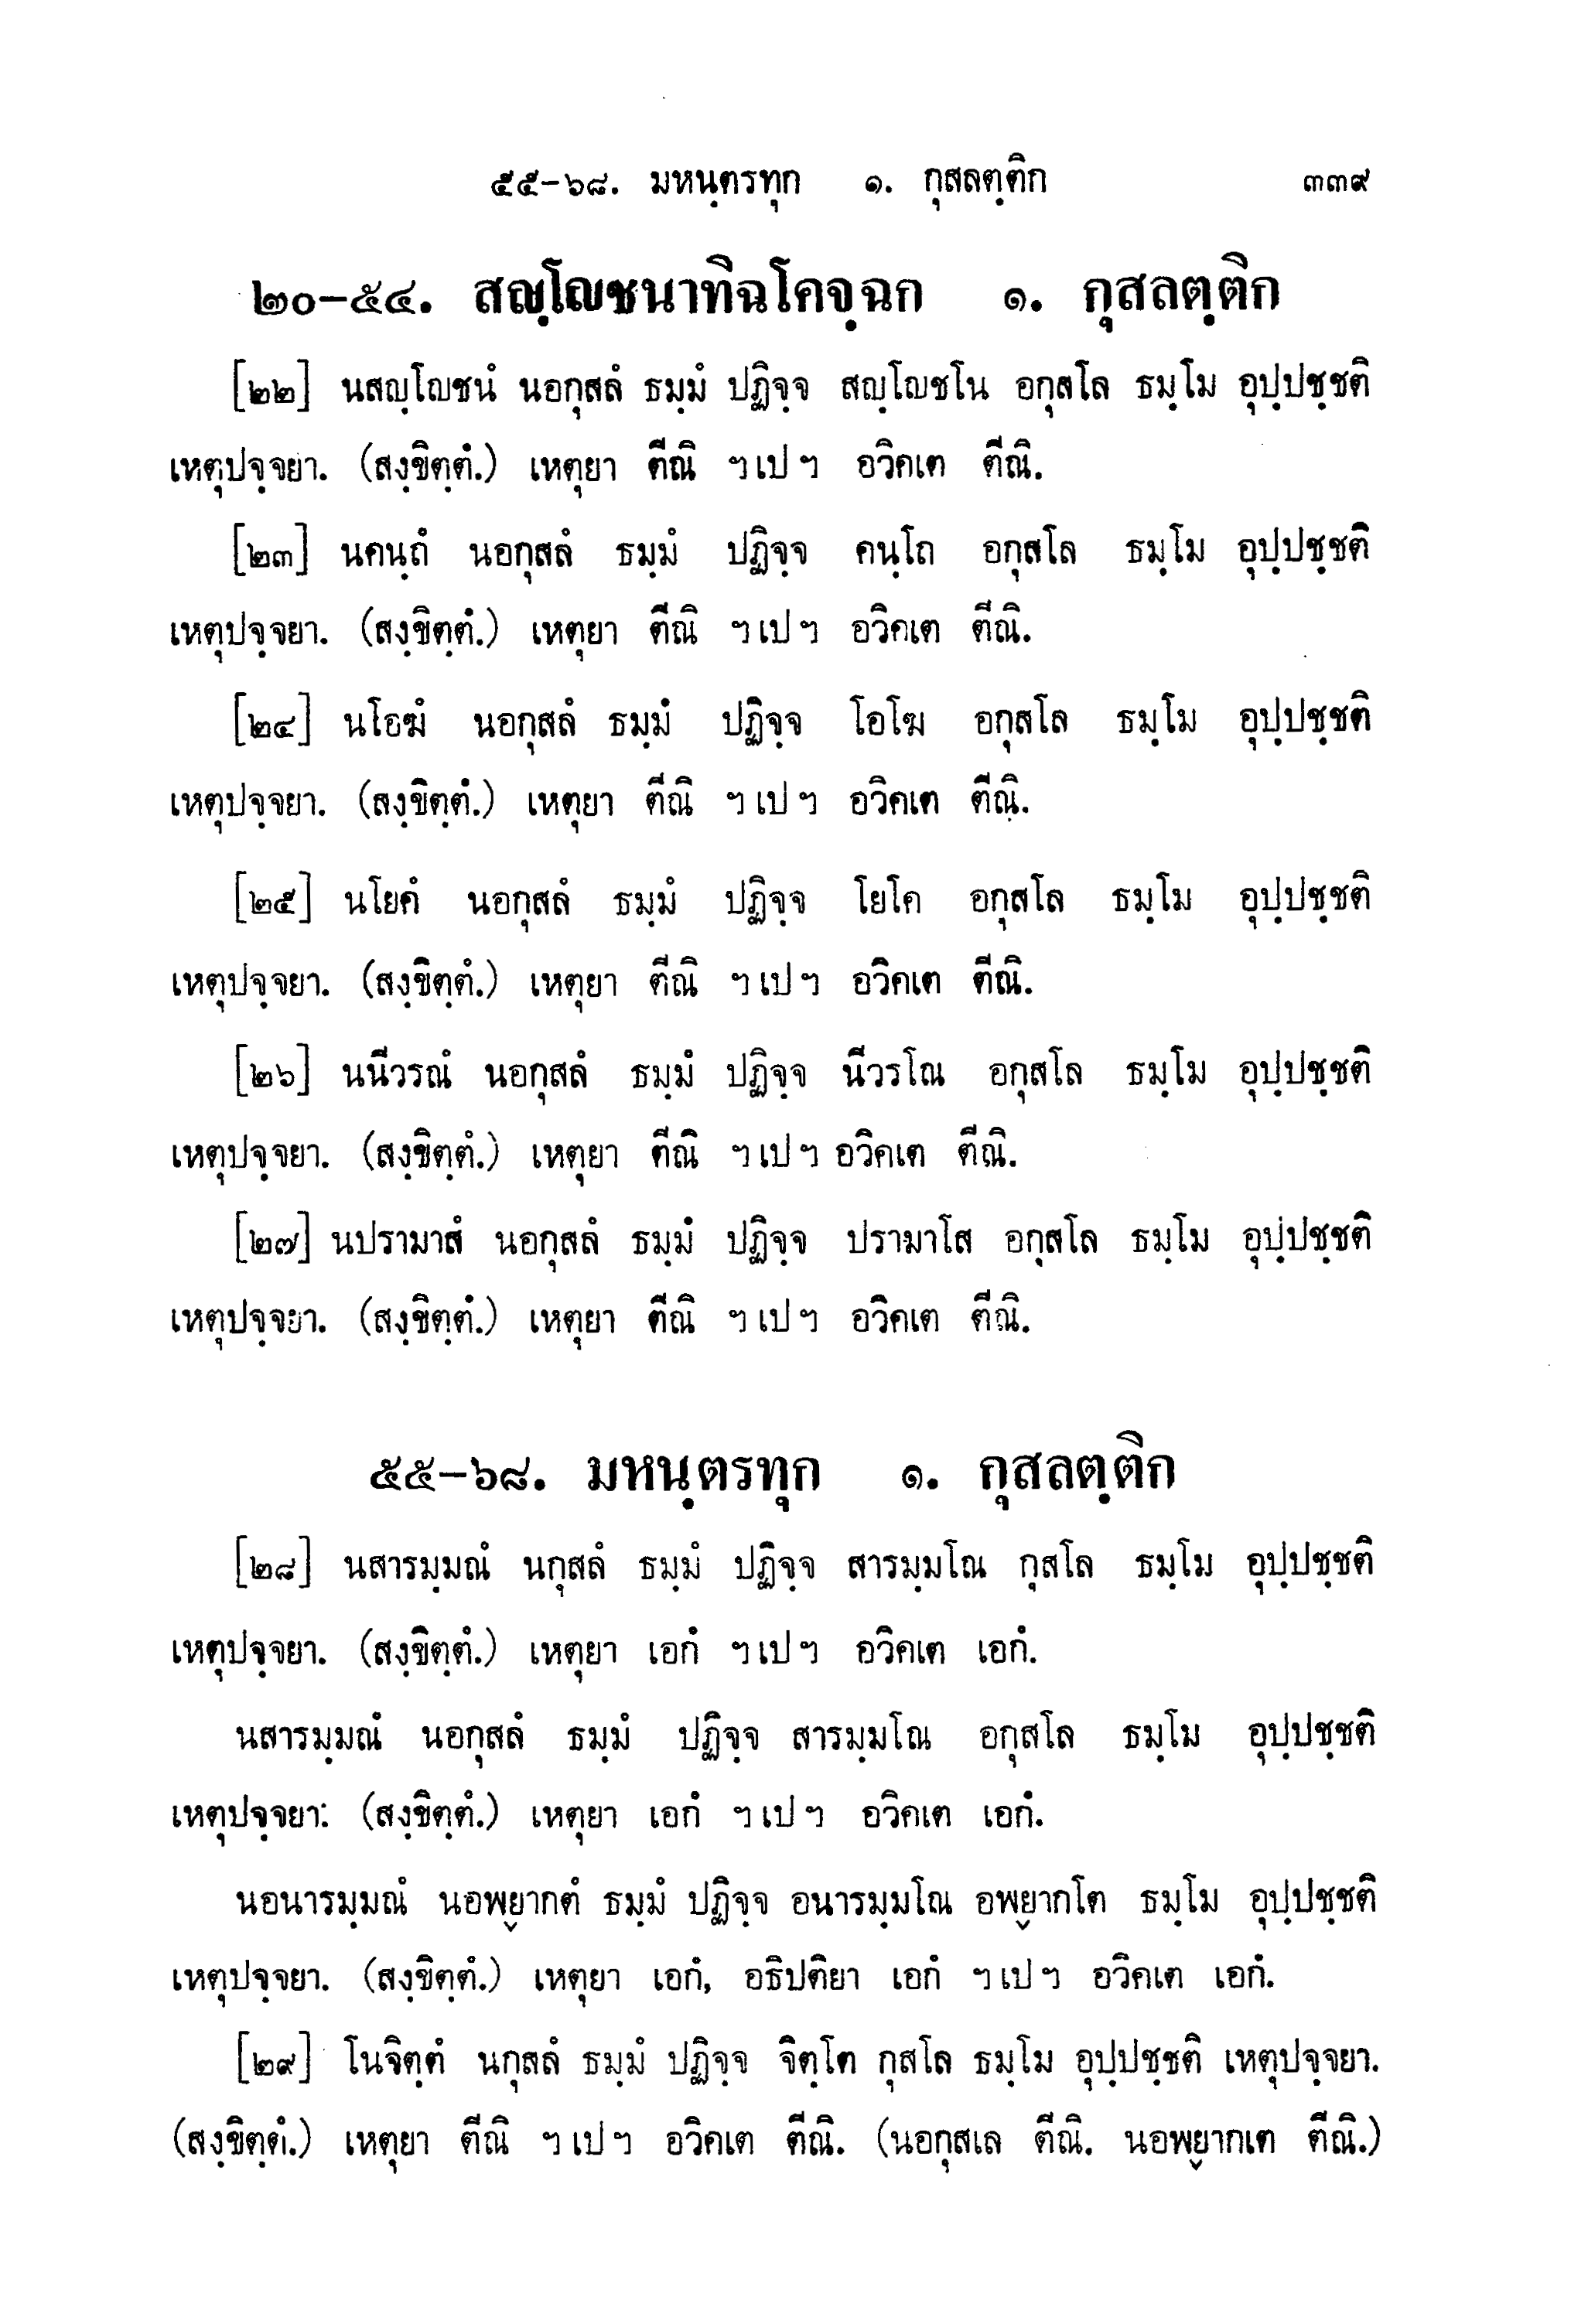 ๕๕-๖๘. มหนฺตรทุก ๑. กุสลตฺติก ๓๓๙
๒๐-๕๔. สญฺโญชนาทิฉโคจฺฉก ๑. กุสลตฺติก
[๒๒] นสญฺโญชนํ นอกุสลํ ธมฺมํ ปฏิจฺจ สญฺโญชโน อกุสโล ธมฺโม อุปฺปชฺชติ
เหตุปจฺจยา. (สงฺขิตฺตํ.) เหตุยา ตีณิ ฯ เป ฯ อวิคเต ตีณิ.
[๒๓] นคนฺถํ นอกุสลํ ธมฺมํ ปฏิจฺจ คนฺโถ อกุสโล ธมฺโม อุปฺปชฺชติ
เหตุปจฺจยา. (สงฺขิตฺตํ.) เหตุยา ตีณิ ฯ เป ฯ อวิคเต ตีณิ.
[๒๔] นโอฆํ นอกุสลํ ธมฺมํ ปฏิจฺจ โอโฆ อกุสโล ธมฺโม อุปฺปชฺชติ
เหตุปจฺจยา. (สงฺขิตฺตํ.) เหตุยา ตีณิ ฯ เป ฯ อวิคเต ตีณิ.
[๒๕] นโยคํ นอกุสลํ ธมฺมํ ปฏิจฺจ โยโค อกุสโล ธมฺโม อุปฺปชฺชติ
เหตุปจฺจยา. (สงฺขิตฺตํ.) เหตุยา ตีณิ ฯ เป ฯ อวิคเต ตีณิ.
[๒๖] นนีวรณํ นอกุสลํ ธมฺมํ ปฏิจฺจ นีวรโณ อกุสโล ธมฺโม อุปฺปชฺชติ
เหตุปจฺจยา. (สงฺขิตฺตํ.) เหตุยา ตีณิ ฯ เป ฯ อวิคเต ตีณิ.
[๒๗] นปรามาสํ นอกุสลํ ธมฺมํ ปฏิจฺจ ปรามาโส อกุสโล ธมฺโม อุปฺปชฺชติ
เหตุปจฺจยา. (สงฺขิตฺตํ.) เหตุยา ตีณิ ฯ เป ฯ อวิคเต ตีณิ.
๕๕-๖๘. มหนฺตรทุก ๑. กุสลตฺติก
[๒๘] นสารมฺมณํ นกุสลํ ธมฺมํ ปฏิจฺจ สารมฺมโณ กุสโล ธมฺโม อุปฺปชฺชติ
เหตุปจฺจยา. (สงฺขิตฺตํ.) เหตุยา เอกํ ฯ เป ฯ อวิคเต เอกํ.
นสารมฺมณํ นอกุสลํ ธมฺมํ ปฏิจฺจ สารมฺมโณ อกุสโล ธมฺโม อุปฺปชฺชติ
เหตุปจฺจยา: (สงฺขิตฺตํ.) เหตุยา เอกํ ฯ เป ฯ อวิคเต เอกํ.
นอนารมฺมณํ นอพฺยากตํ ธมฺมํ ปฏิจฺจ อนารมฺมโณ อพฺยากโต ธมฺโม อุปฺปชฺชติ
เหตุปจฺจยา. (สงฺขิตฺตํ.) เหตุยา เอกํ, อธิปติยา เอกํ ฯ เป ฯ อวิคเต เอกํ.
[๒๙] โนจิตฺตํ นกุสลํ ธมฺมํ ปฏิจฺจ จิตฺโต กุสโล ธมฺโม อุปฺปชฺชติ เหตุปจฺจยา.
(สงฺขิตฺตํ.) เหตุยา ตีณิ ฯ เป ฯ อวิคเต ตีณิ. (นอกุสเล ตีณิ. นอพฺยากเต ตีณิ.)